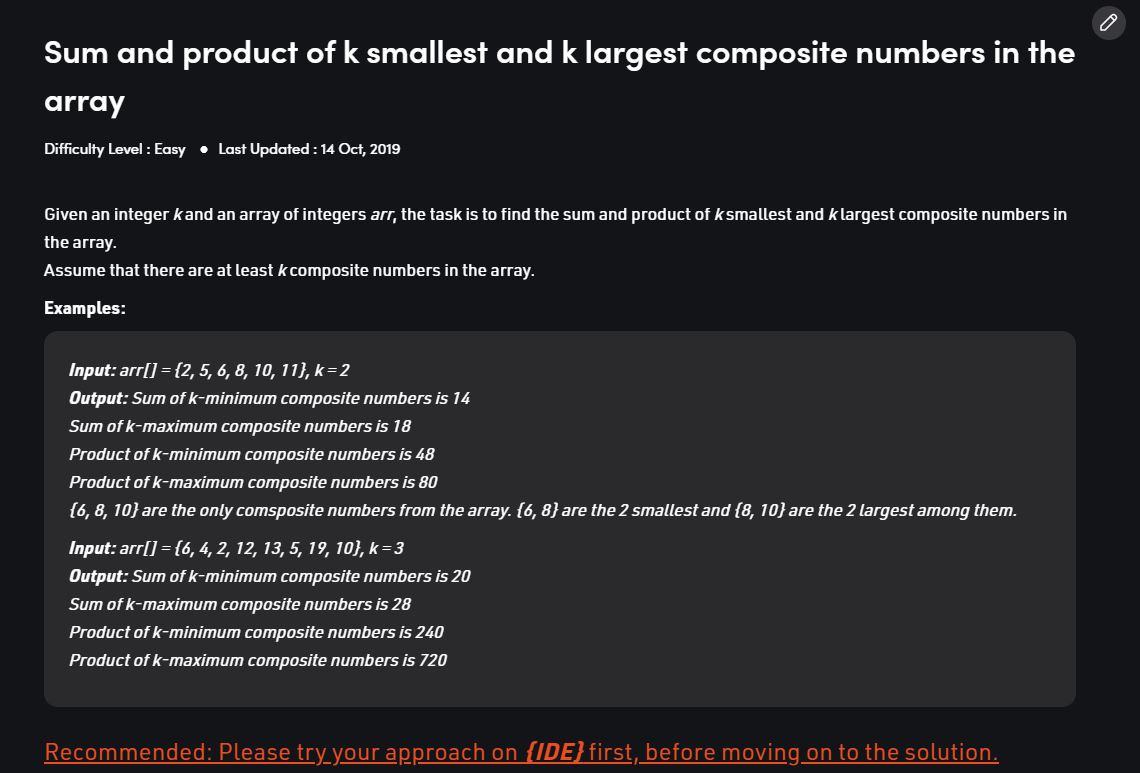 Sum and product of k smallest and k largest composite numbers in the
array
Difficulty Level : Easy ● Last Updated : 14 Oct, 2019
Given an integer k and an array of integers arr, the task is to find the sum and product of k smallest and k largest composite numbers in
the array.
Assume that there are at least k composite numbers in the array.
Examples:
Input: arr[] = {2, 5, 6, 8, 10, 11}, k = 2
Output: Sum of k-minimum composite numbers is 14
Sum of k-maximum composite numbers is 18
Product of k-minimum composite numbers is 48
Product of k-maximum composite numbers is 80
{6, 8, 10} are the only comsposite numbers from the array. {6, 8} are the 2 smallest and {8, 10} are the 2 largest among them.
Input: arr[] = {6, 4, 2, 12, 13, 5, 19, 10}, k = 3
Output: Sum of k-minimum composite numbers is 20
Sum of k-maximum composite numbers is 28
Product of k-minimum composite numbers is 240
Product of k-maximum composite numbers is 720
Recommended: Please try your approach on {IDE} first, before moving on to the solution.